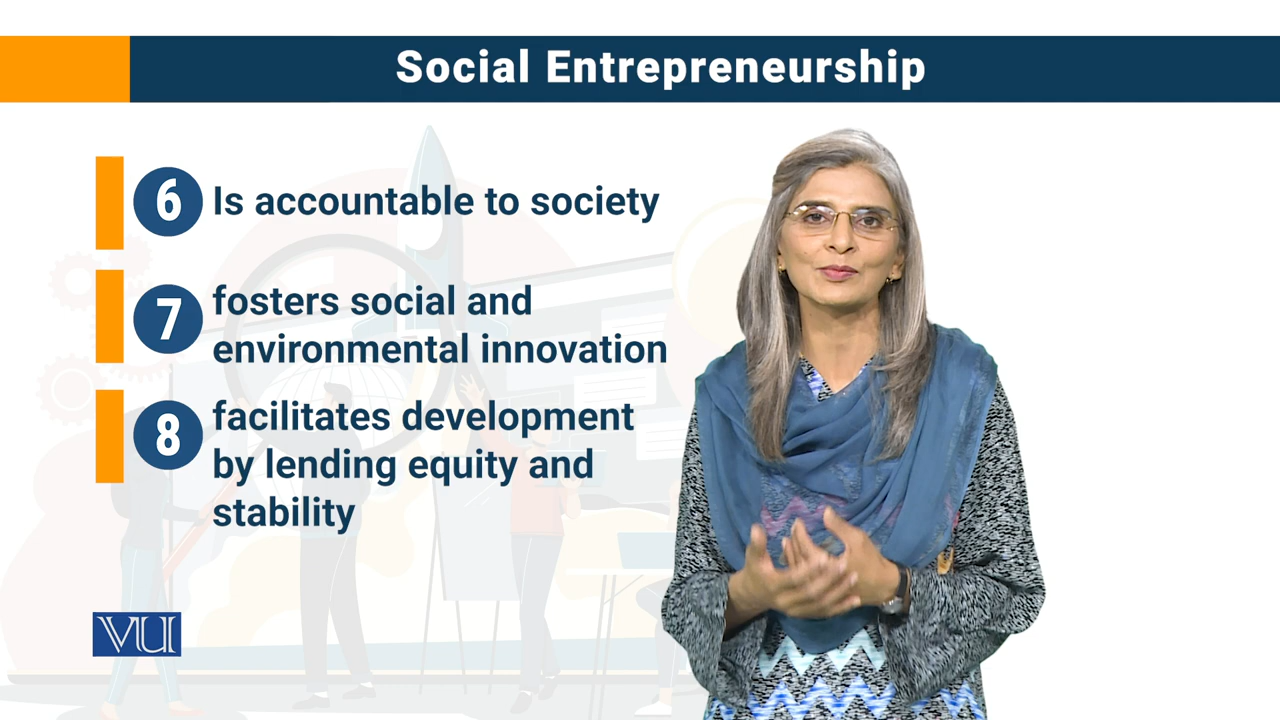 Social Entrepreneurship
6 Is accountable to society
7 fosters social and
environmental innovation
8 facilitates development
by lending equity and
stability
VU